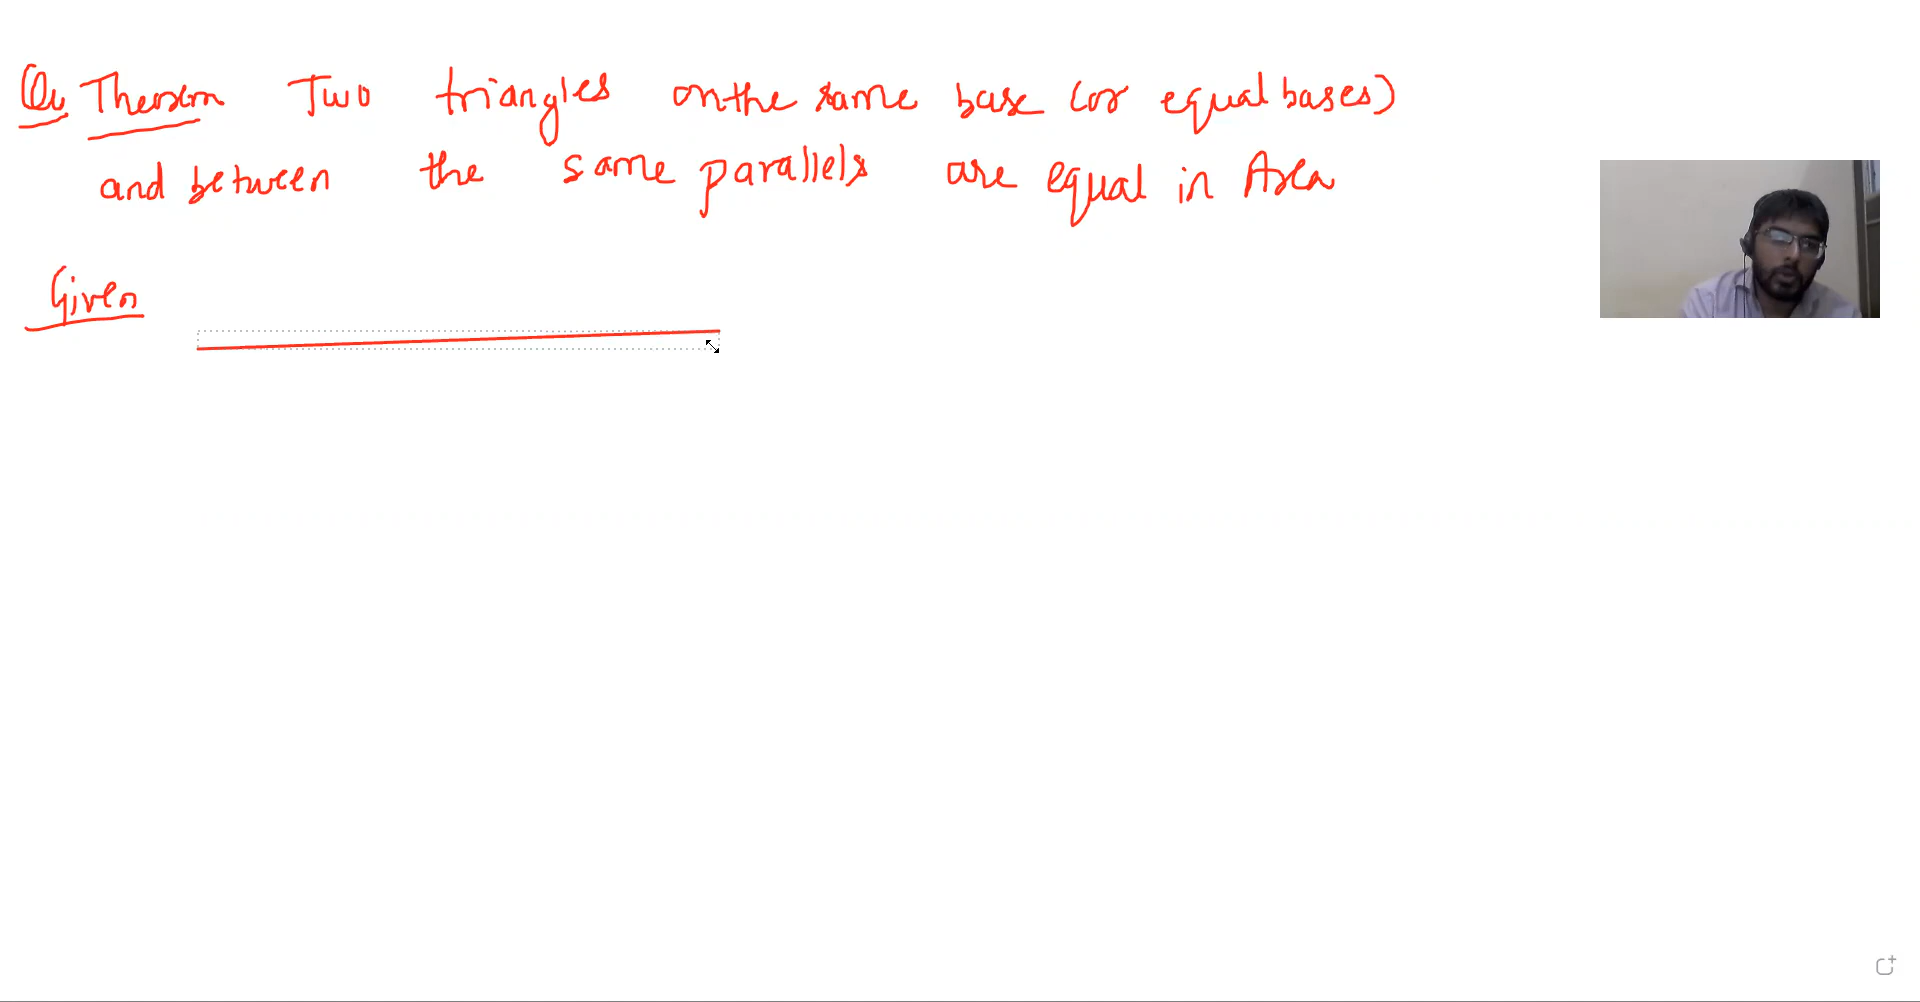 Qu Theorem Two triangles on the same base (or equal bases)
and between the same parallels are equal in Area
Given